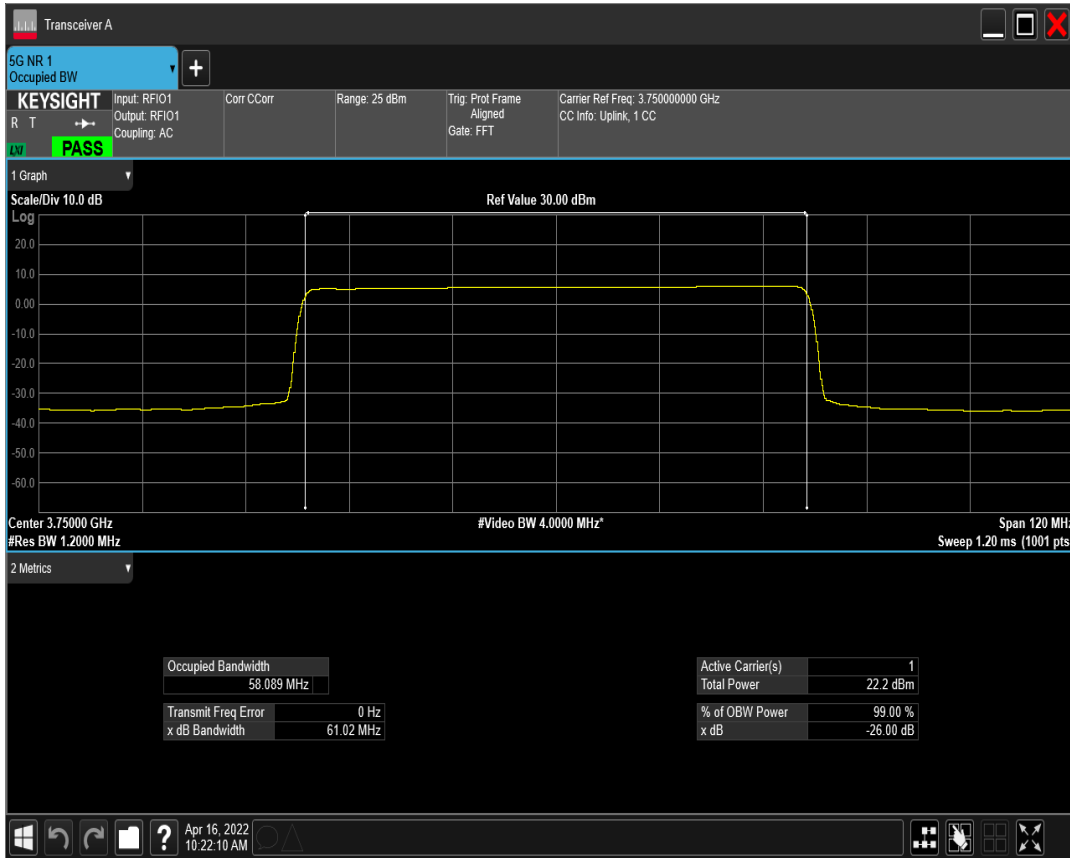 Transceiver A
5G NR 1
Occupied BW
KEYSIGHT
Input: RFIO1
Output: RFIO1
Coupling: AC
Corr CCorr
Range: 25 dBm
Trig: Prot Frame
Aligned
Gate: FFT
Carrier Ref Freq: 3.750000000 GHz
CC Info: Uplink, 1 CC
R T
LXI
PASS
1 Graph
Scale/Div 10.0 dB
Ref Value 30.00 dBm
Log
20.0
10.0
0.00
-10.0
-20.0
-30.0
-40.0
-50.0
-60.0
Center 3.75000 GHz
#Video BW 4.0000 MHz*
Span 120 MHz
#Res BW 1.2000 MHz
Sweep 1.20 ms (1001 pts
2 Metrics
Occupied Bandwidth
58.089 MHz
Transmit Freq Error 0 Hz
x dB Bandwidth 61.02 MHz
Active Carrier(s) 1
Total Power 22.2 dBm
% of OBW Power 99.00 %
x dB -26.00 dB
?
Apr 16, 2022
10:22:10 AM